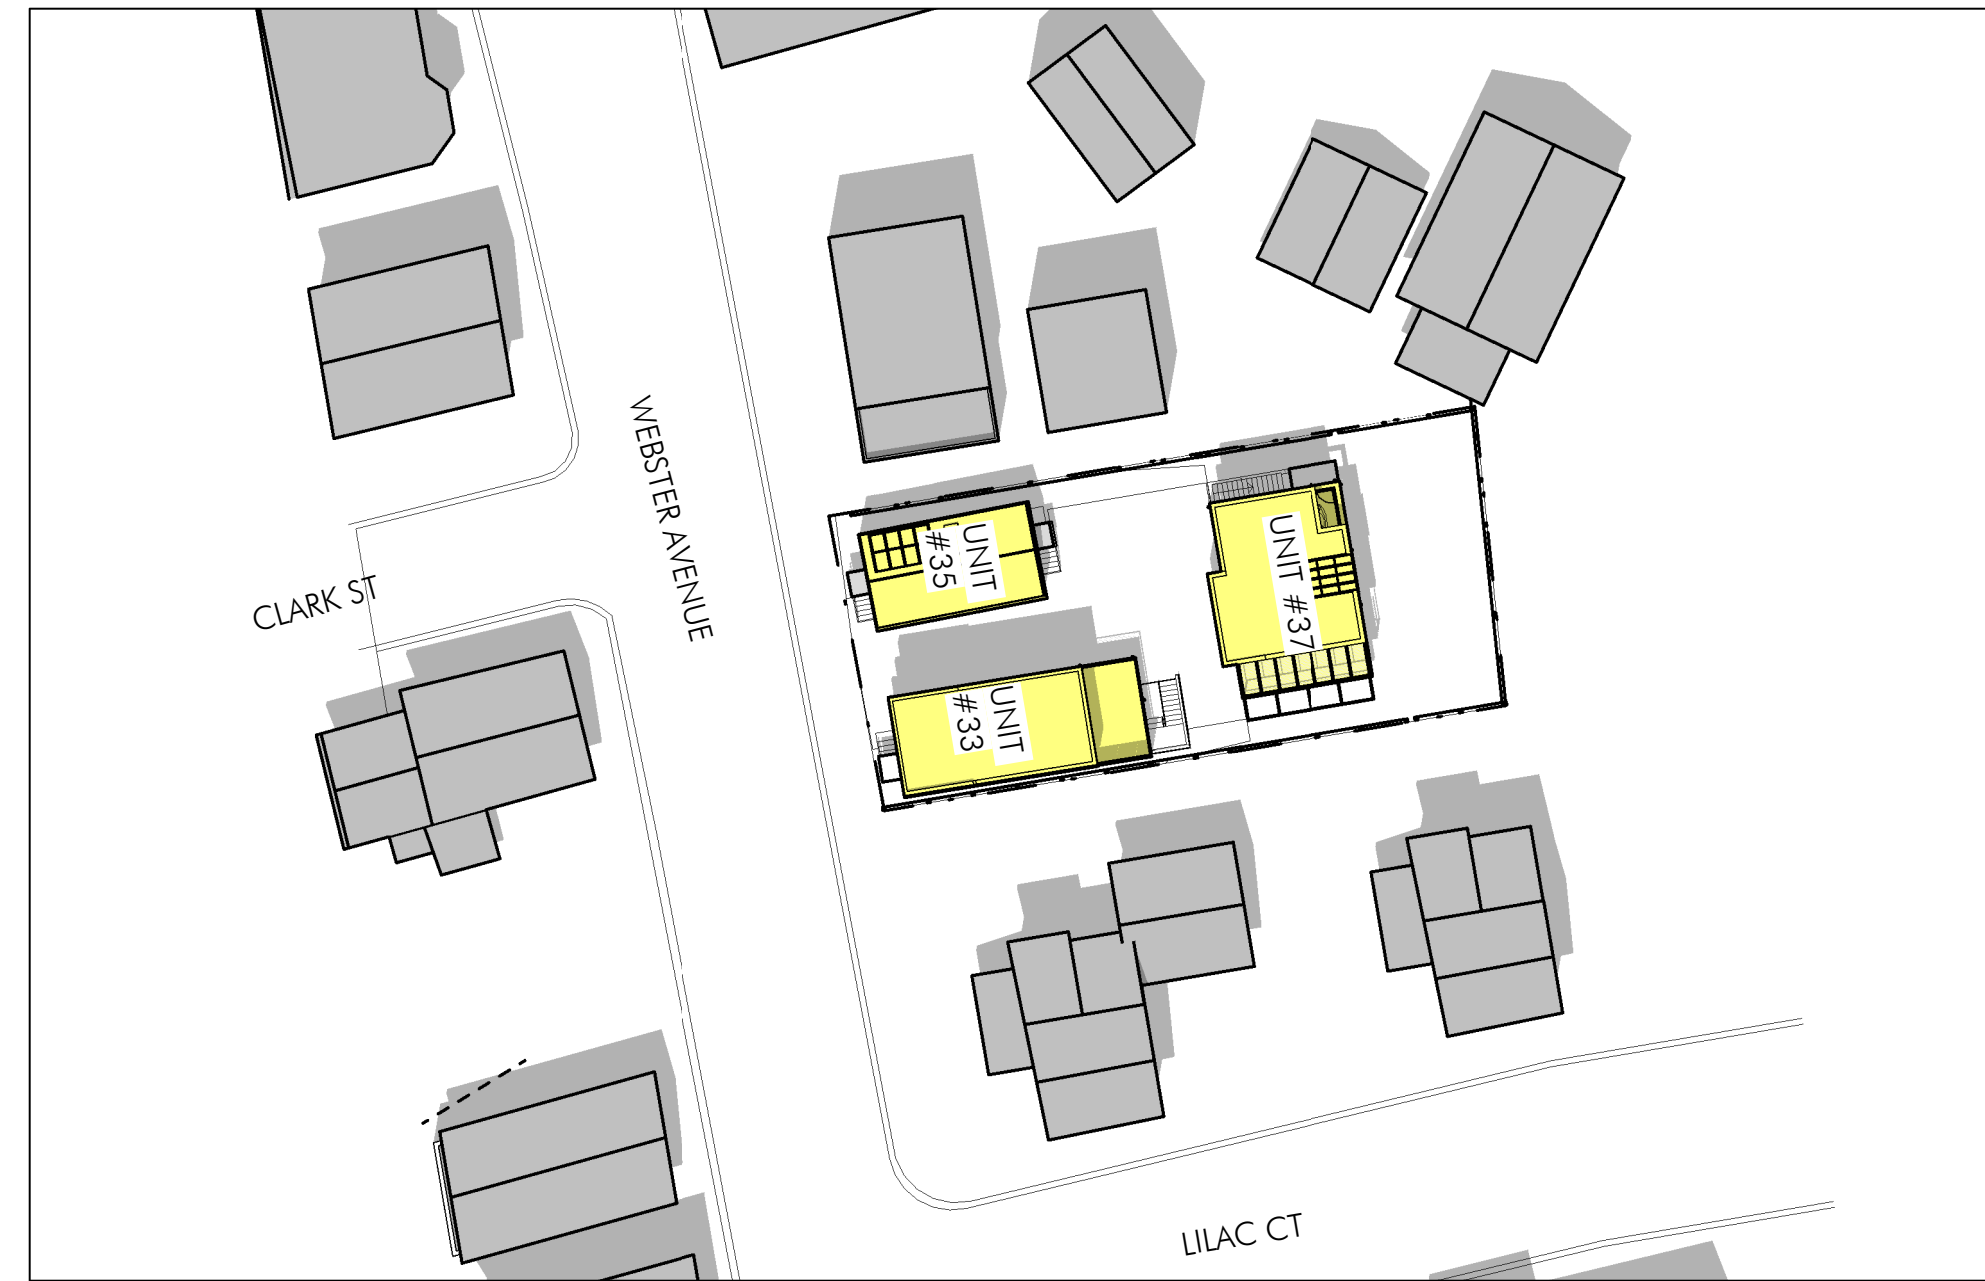 WEBSTER AVENUE
CLARK ST
UNIT
#35
UNIT #37
UNIT
#33
LILAC CT